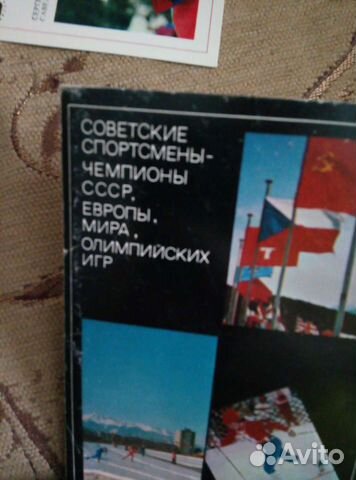 СОВЕТСКИЕ
СПОРТСМЕНЫ-
ЧЕМПИОНЫ
СССР,
ЕВРОПЫ,
МИРА,
ОЛИМПИЙСКИХ
ИГР
Avito